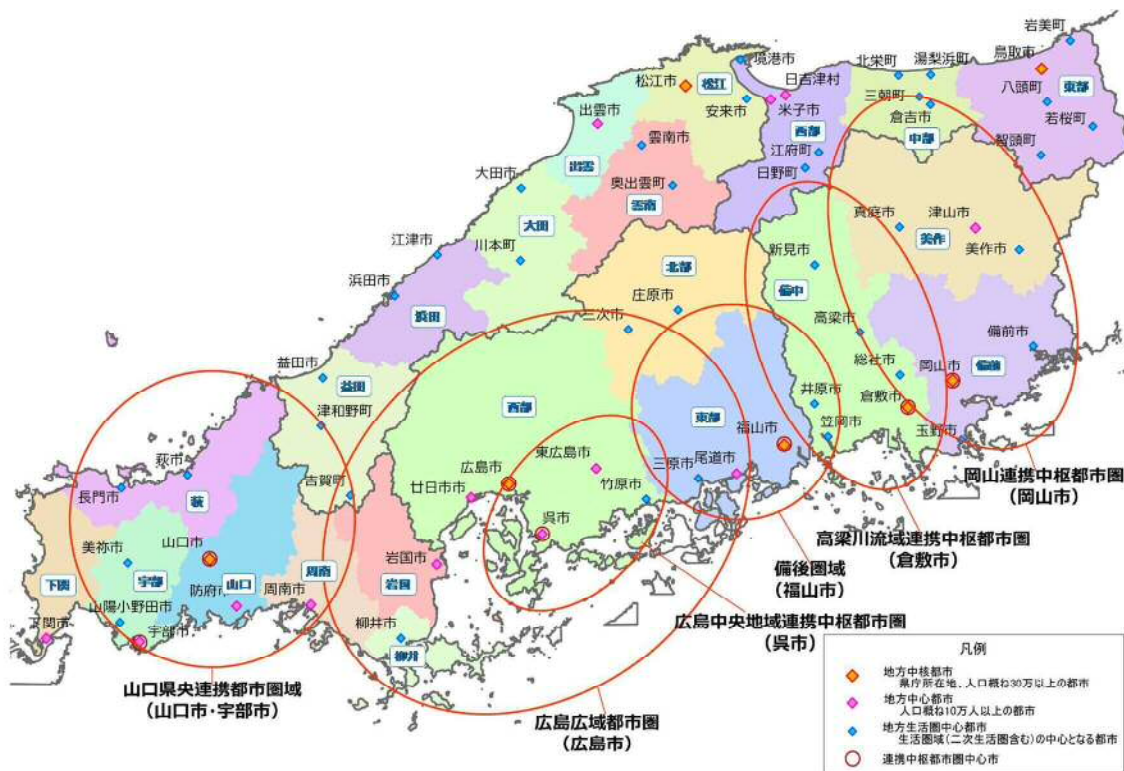 岩美町
鳥取市
北栄町
湯梨浜町
境港市
日吉津村
松江市
松江
八頭町
東部
三朝町
米子市
安来市
出雲市
倉吉市
若桜町
西部
雲南市
中部
江府町
智頭町
出雲
日野町
大田市
奥出雲町
雲南
真庭市
津山市
大田
美作
美作市
江津市
川本町
新見市
北部
浜田市
備中
庄原市
浜田
三次市
高梁市
備前市
益田市
総社市
岡山市
備前
益田
倉敷市
西部
井原市
津和野町
東部
福山市
笠岡市
玉野市
東広島市
尾道市
萩市
広島市
三原市
岡山連携中枢都市圏
(岡山市)
吉賀町
廿日市市
竹原市
長門市
萩
呉市
高梁川流域連携中枢都市圏
(倉敷市)
山口市
美祢市
岩国市
備後圏域
(福山市)
周南
宇部
防府市
山口
周南市
岩国
下関
山陽小野田市
広島中央地域連携中枢都市圏
(呉市)
下関市
宇部市
柳井市
柳井
山口県央連携都市圏域
(山口市・宇部市)
広島広域都市圏
(広島市)
凡例
地方中核都市
県庁所在地、人口概ね30万以上の都市
地方中心都市
人口概ね10万人以上の都市
地方生活圏中心都市
生活圏域(二次生活圏含む)の中心となる都市
連携中枢都市圏中心市